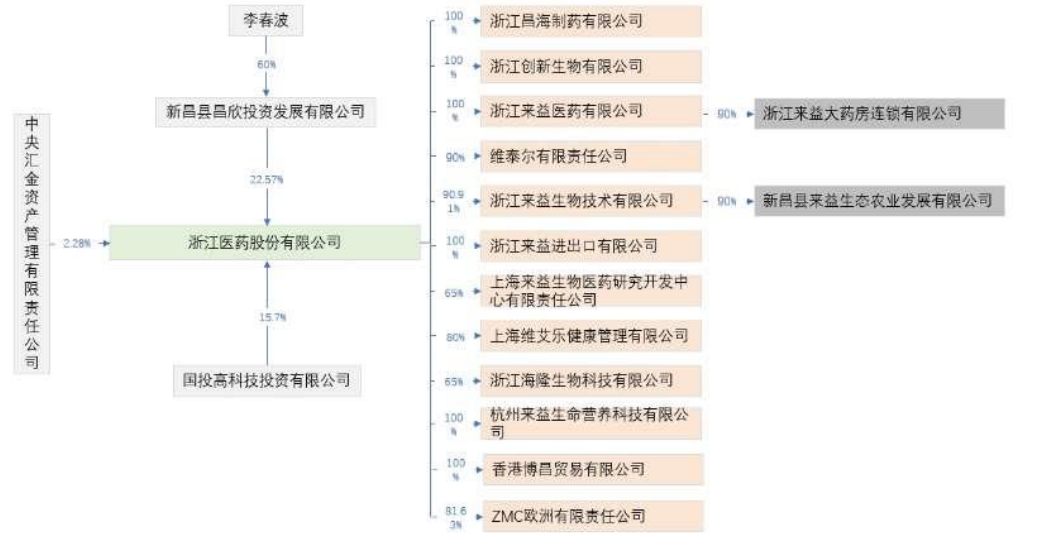 李春波
60%
新昌县昌欣投资发展有限公司
22.57%
中央汇金资产管理有限责任公司
2.28%
浙江医药股份有限公司
15.7%
国投高科技投资有限公司
100
%
浙江昌海制药有限公司
100
%
浙江创新生物有限公司
100
%
浙江来益医药有限公司
90%
浙江来益大药房连锁有限公司
90%
维泰尔有限责任公司
90.9
1%
浙江来益生物技术有限公司
90%
新昌县来益生态农业发展有限公司
100
%
浙江来益进出口有限公司
65%
上海来益生物医药研究开发中
心有限责任公司
80%
上海维艾乐健康管理有限公司
65%
浙江海隆生物科技有限公司
100
%
杭州来益生命营养科技有限公
司
100
%
香港博昌贸易有限公司
81.6
3%
ZMC欧洲有限责任公司